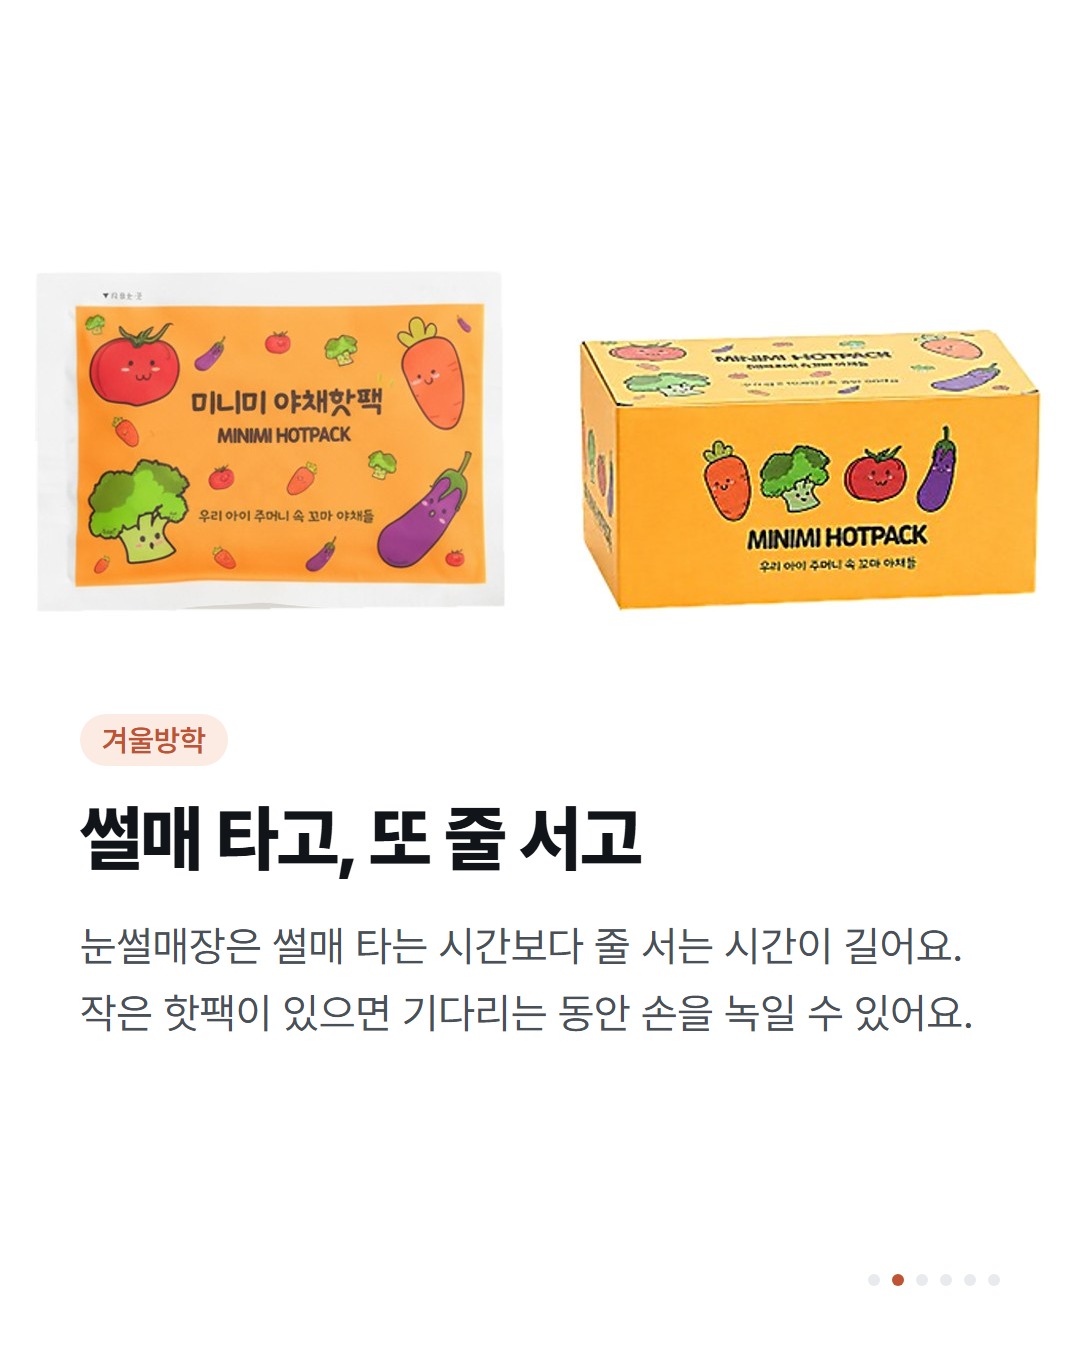 미니미 야채핫팩
MINIMI HOTPACK
우리 아이 주머니 속 꼬마 야채들
MINIMI HOTPACK
MINIMI HOTPACK
우리 아이 주머니 속 꼬마 야채들
겨울방학
썰매 타고, 또 줄 서고
눈썰매장은 썰매 타는 시간보다 줄 서는 시간이 길어요.
작은 핫팩이 있으면 기다리는 동안 손을 녹일 수 있어요.